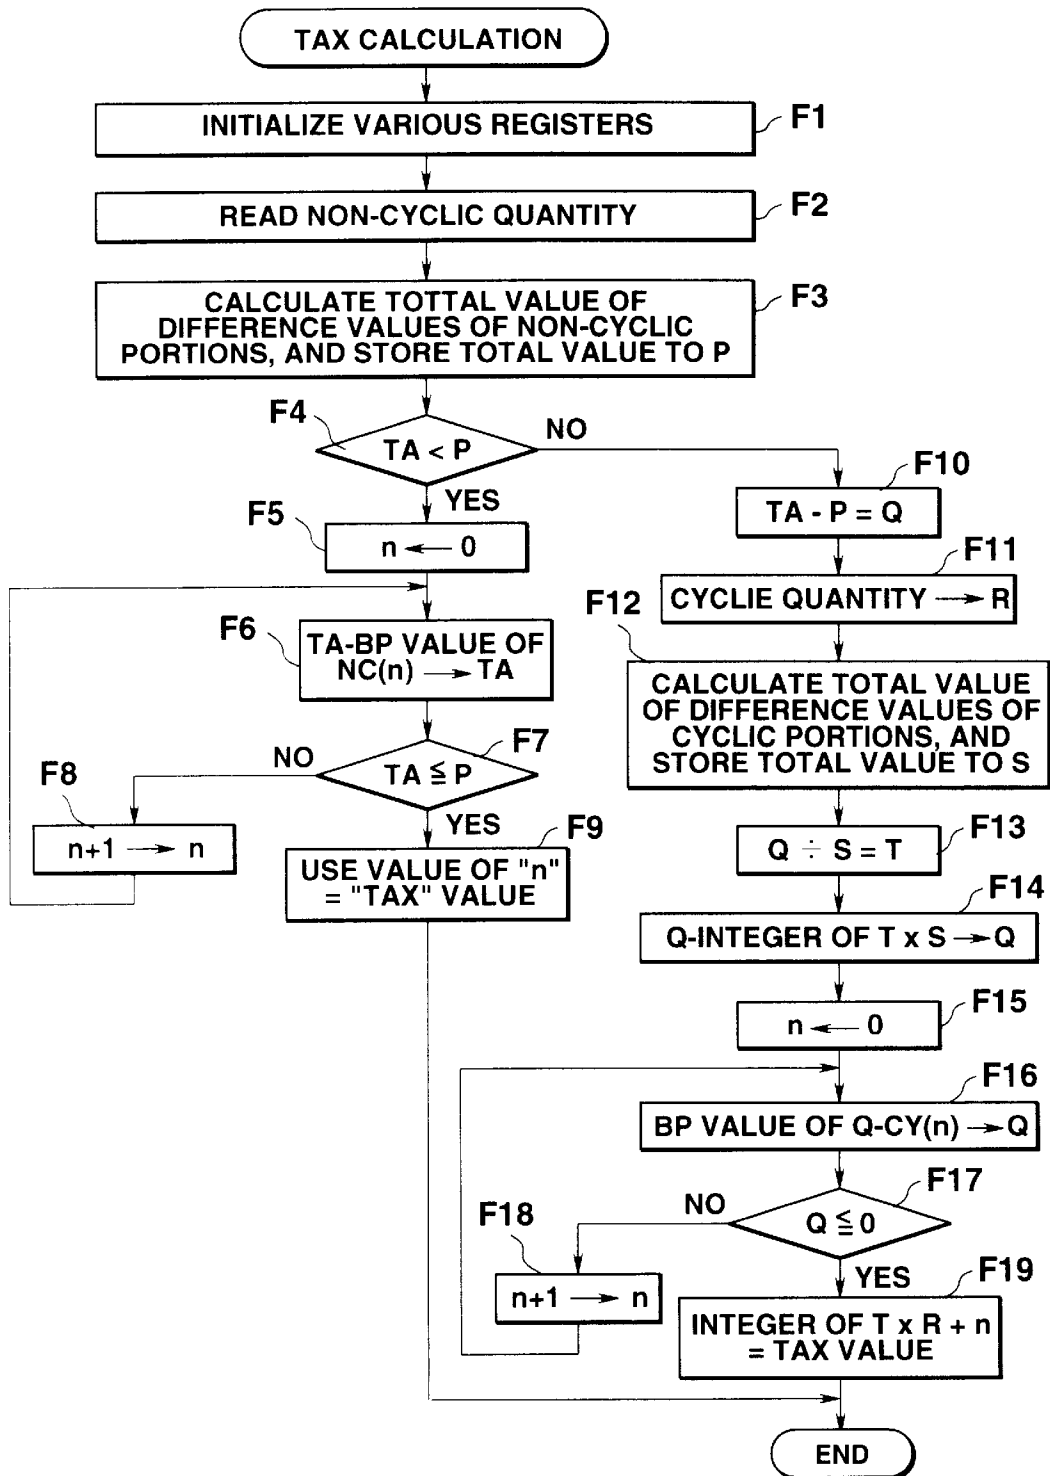 TAX CALCULATION
INITIALIZE VARIOUS REGISTERS
F1
READ NON-CYCLIC QUANTITY
F2
CALCULATE TOTTAL VALUE OF
DIFFERENCE VALUES OF NON-CYCLIC
PORTIONS, AND STORE TOTAL VALUE TO P
F3
F4
TA < P
NO
YES
F5
n ← 0
F6
TA-BP VALUE OF
NC(n) → TA
F7
TA ≦ P
NO
YES
F8
n+1 → n
F9
USE VALUE OF "n"
= "TAX" VALUE
F10
TA - P = Q
F11
CYCLIE QUANTITY → R
F12
CALCULATE TOTAL VALUE
OF DIFFERENCE VALUES OF
CYCLIC PORTIONS, AND
STORE TOTAL VALUE TO S
F13
Q ÷ S = T
F14
Q-INTEGER OF T x S → Q
F15
n ← 0
F16
BP VALUE OF Q-CY(n) → Q
F17
Q ≦ 0
NO
YES
F18
n+1 → n
F19
INTEGER OF T x R + n
= TAX VALUE
END